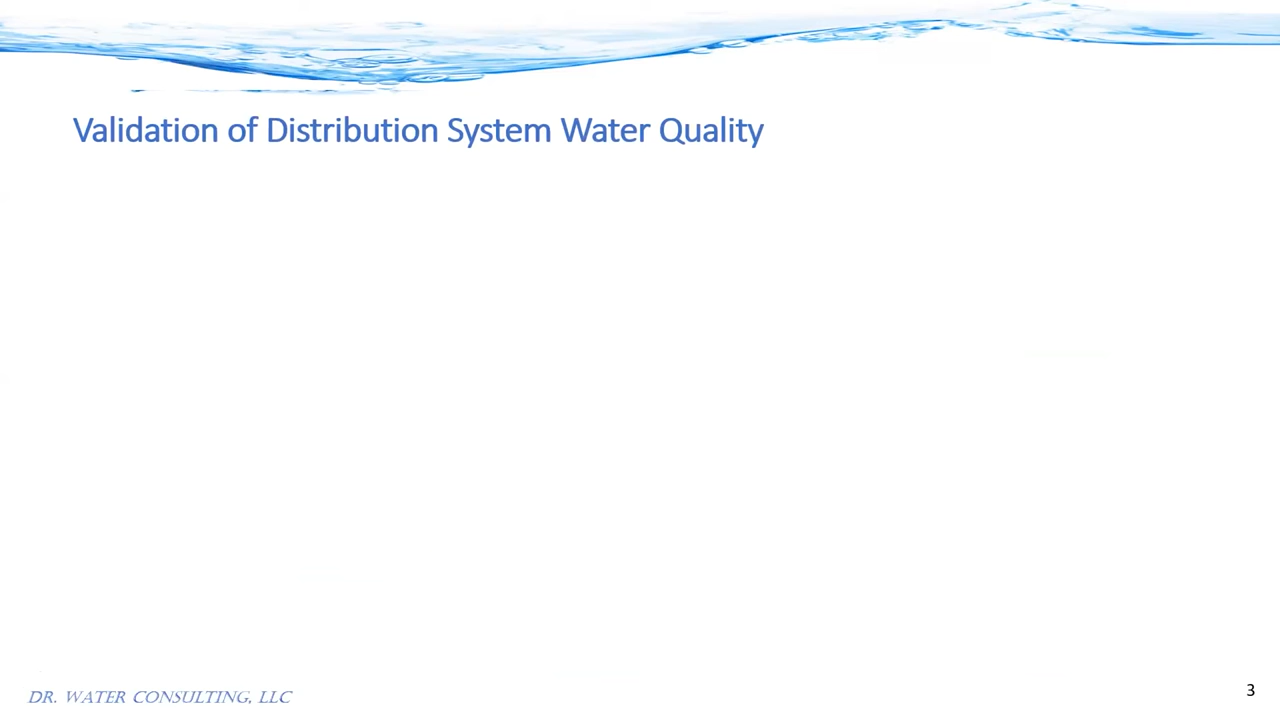 Validation of Distribution System Water Quality
DR. WATER CONSULTING, LLC
3